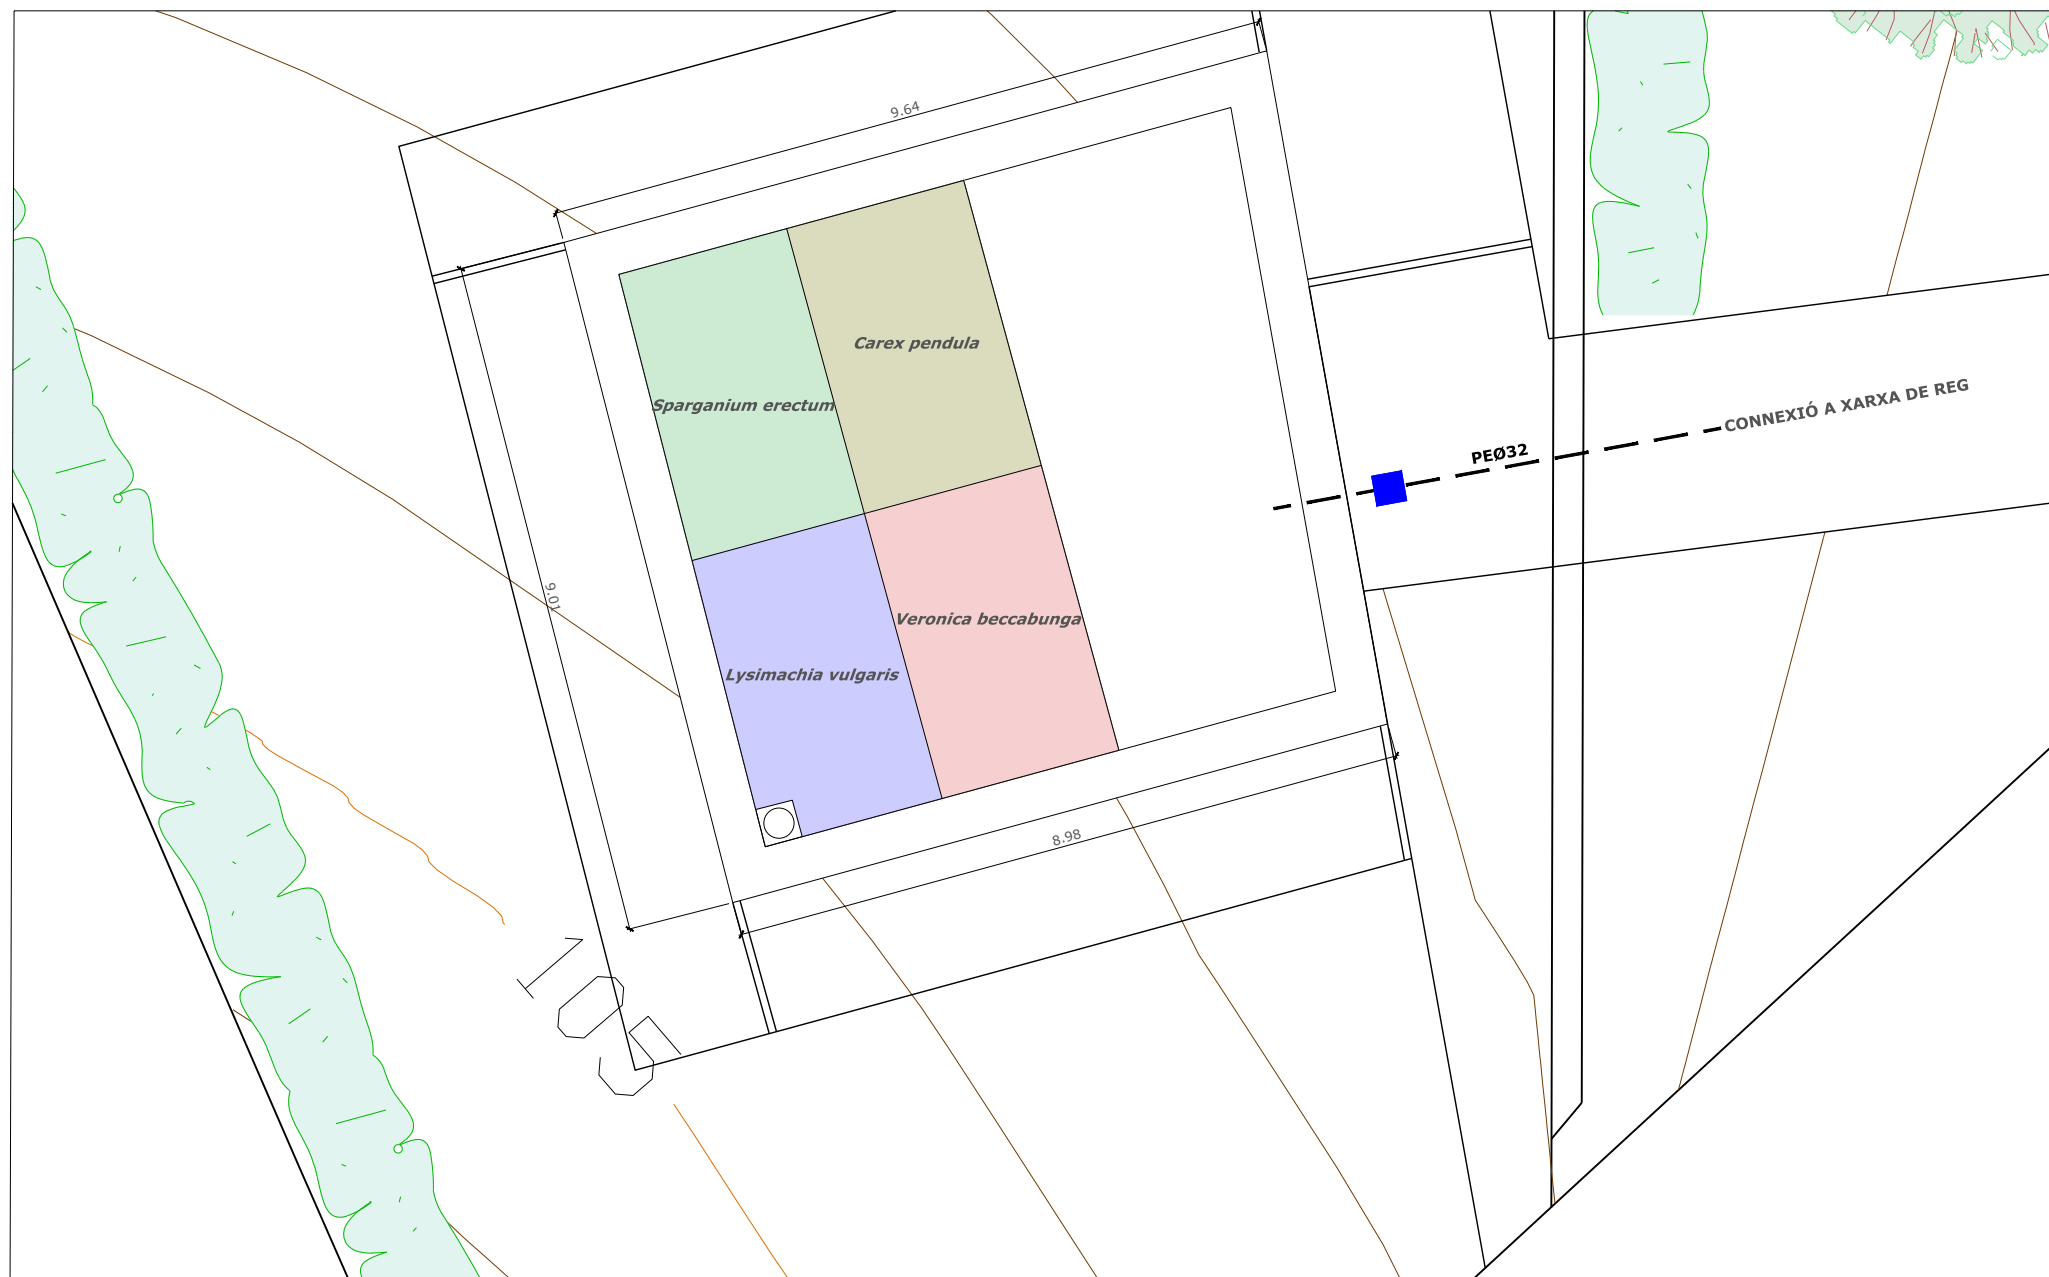 9.64
Carex pendula
Sparganium erectum
CONNEXIÓ A XARXA DE REG
PEØ32
9.01
Veronica beccabunga
Lysimachia vulgaris
8.98
105